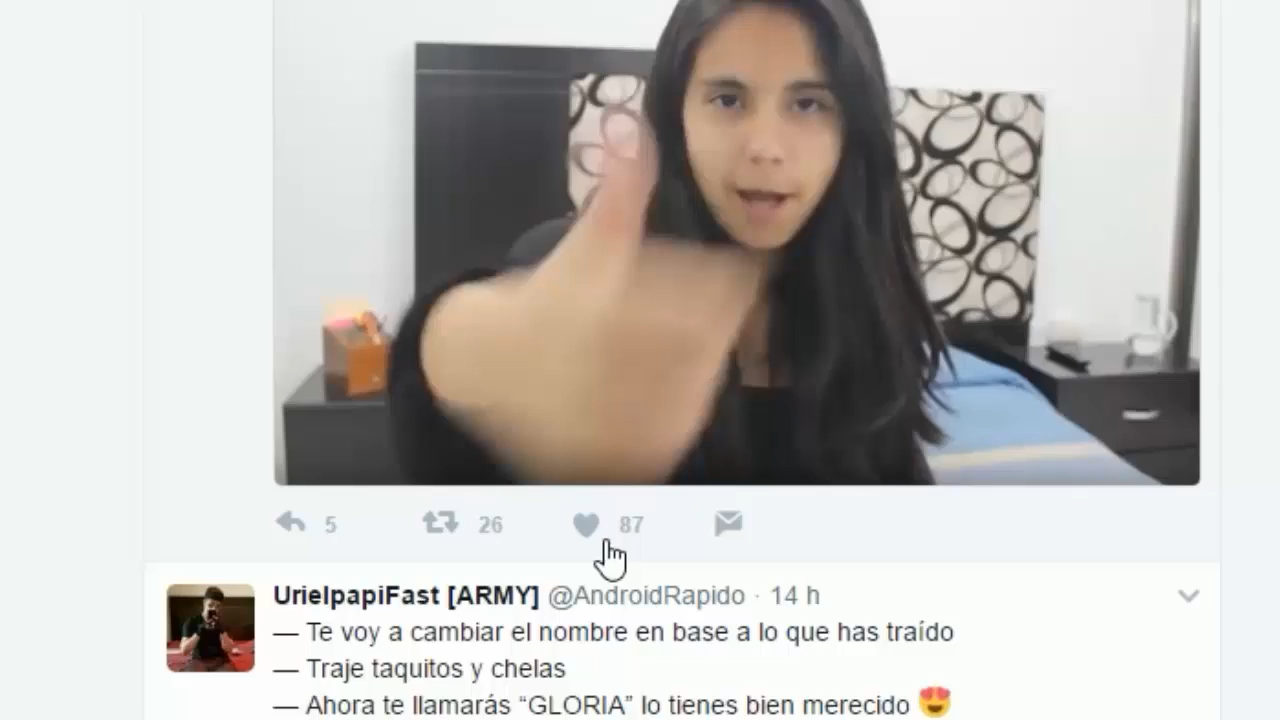 5 26 87
UrielpapiFast [ARMY] @AndroidRapido · 14 h
— Te voy a cambiar el nombre en base a lo que has traído
— Traje taquitos y chelas
— Ahora te llamarás “GLORIA” lo tienes bien merecido 😍